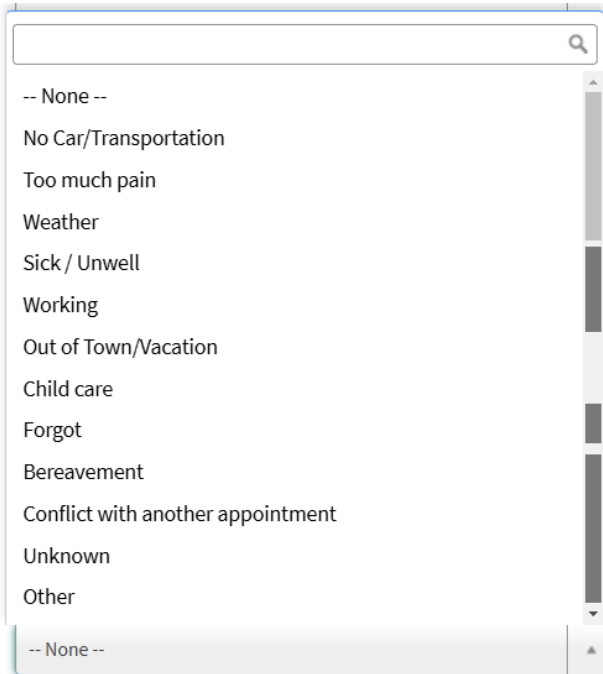 -- None --
No Car/Transportation
Too much pain
Weather
Sick / Unwell
Working
Out of Town/Vacation
Child care
Forgot
Bereavement
Conflict with another appointment
Unknown
Other
-- None --